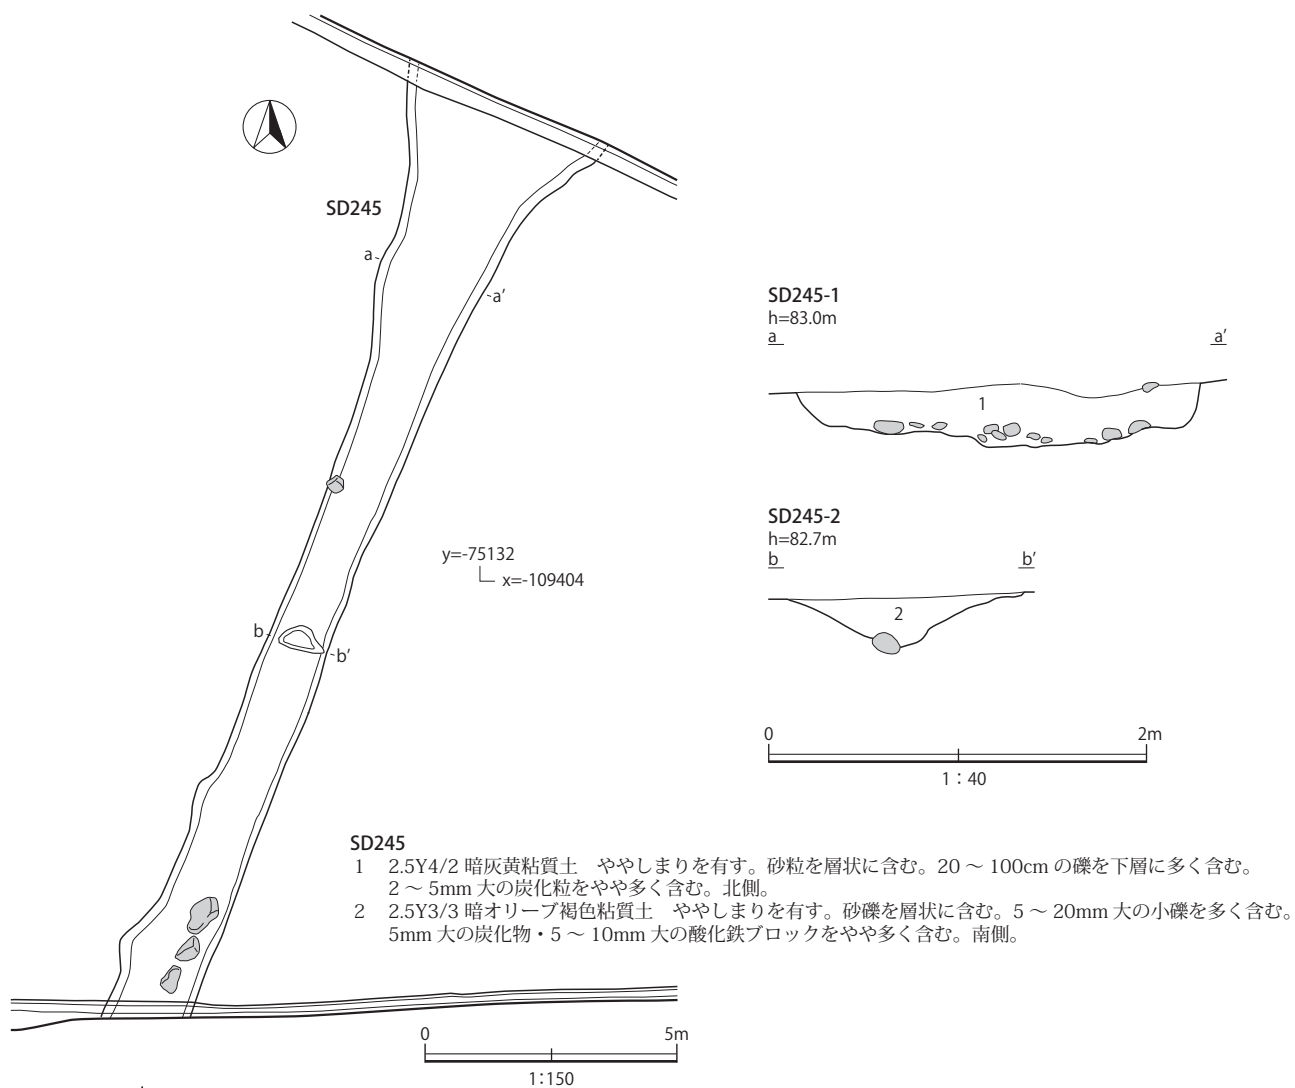 SD245
a
a'
b
b'
y=-75132
x=-109404
SD245-1
h=83.0m
a a'
1
SD245-2
h=82.7m
b b'
2
0 2m
1：40
SD245
1 2.5Y4/2 暗灰黄粘質土　ややしまりを有す。砂粒を層状に含む。20 ～ 100cm の礫を下層に多く含む。
2 ～ 5mm 大の炭化粒をやや多く含む。北側。
2 2.5Y3/3 暗オリーブ褐色粘質土　ややしまりを有す。砂礫を層状に含む。5 ～ 20mm 大の小礫を多く含む。
5mm 大の炭化物・5 ～ 10mm 大の酸化鉄ブロックをやや多く含む。南側。
0 5m
1:150